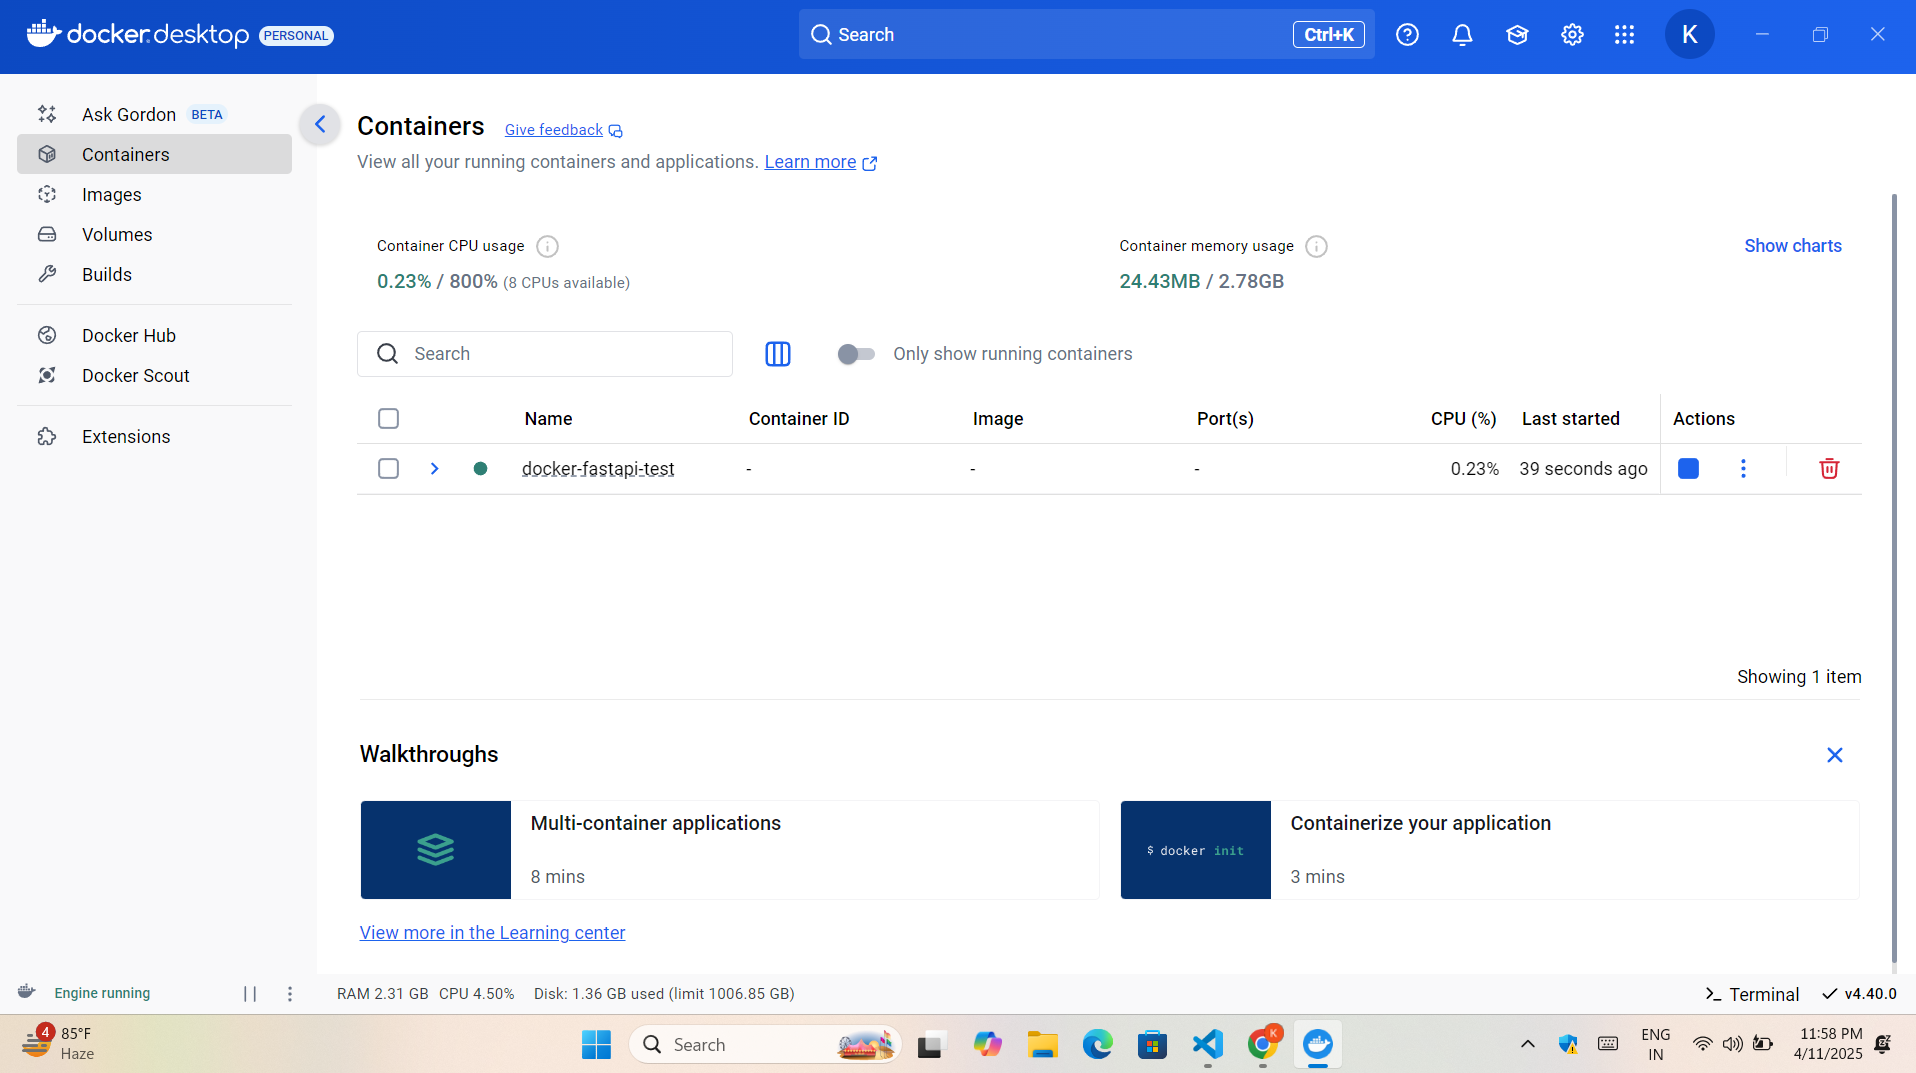 docker.desktop PERSONAL
Search Ctrl+K
K
Ask Gordon BETA
Containers
Images
Volumes
Builds
Docker Hub
Docker Scout
Extensions
Containers Give feedback
View all your running containers and applications. Learn more
Container CPU usage
0.23% / 800% (8 CPUs available)
Container memory usage
24.43MB / 2.78GB
Show charts
Search
Only show running containers
Name Container ID Image Port(s) CPU (%) Last started Actions
docker-fastapi-test - - - 0.23% 39 seconds ago
Showing 1 item
Walkthroughs
Multi-container applications
8 mins
$ docker init
Containerize your application
3 mins
View more in the Learning center
Engine running
RAM 2.31 GB CPU 4.50% Disk: 1.36 GB used (limit 1006.85 GB)
Terminal
v4.40.0
4
85°F
Haze
Search
K
ENG
IN
11:58 PM
4/11/2025